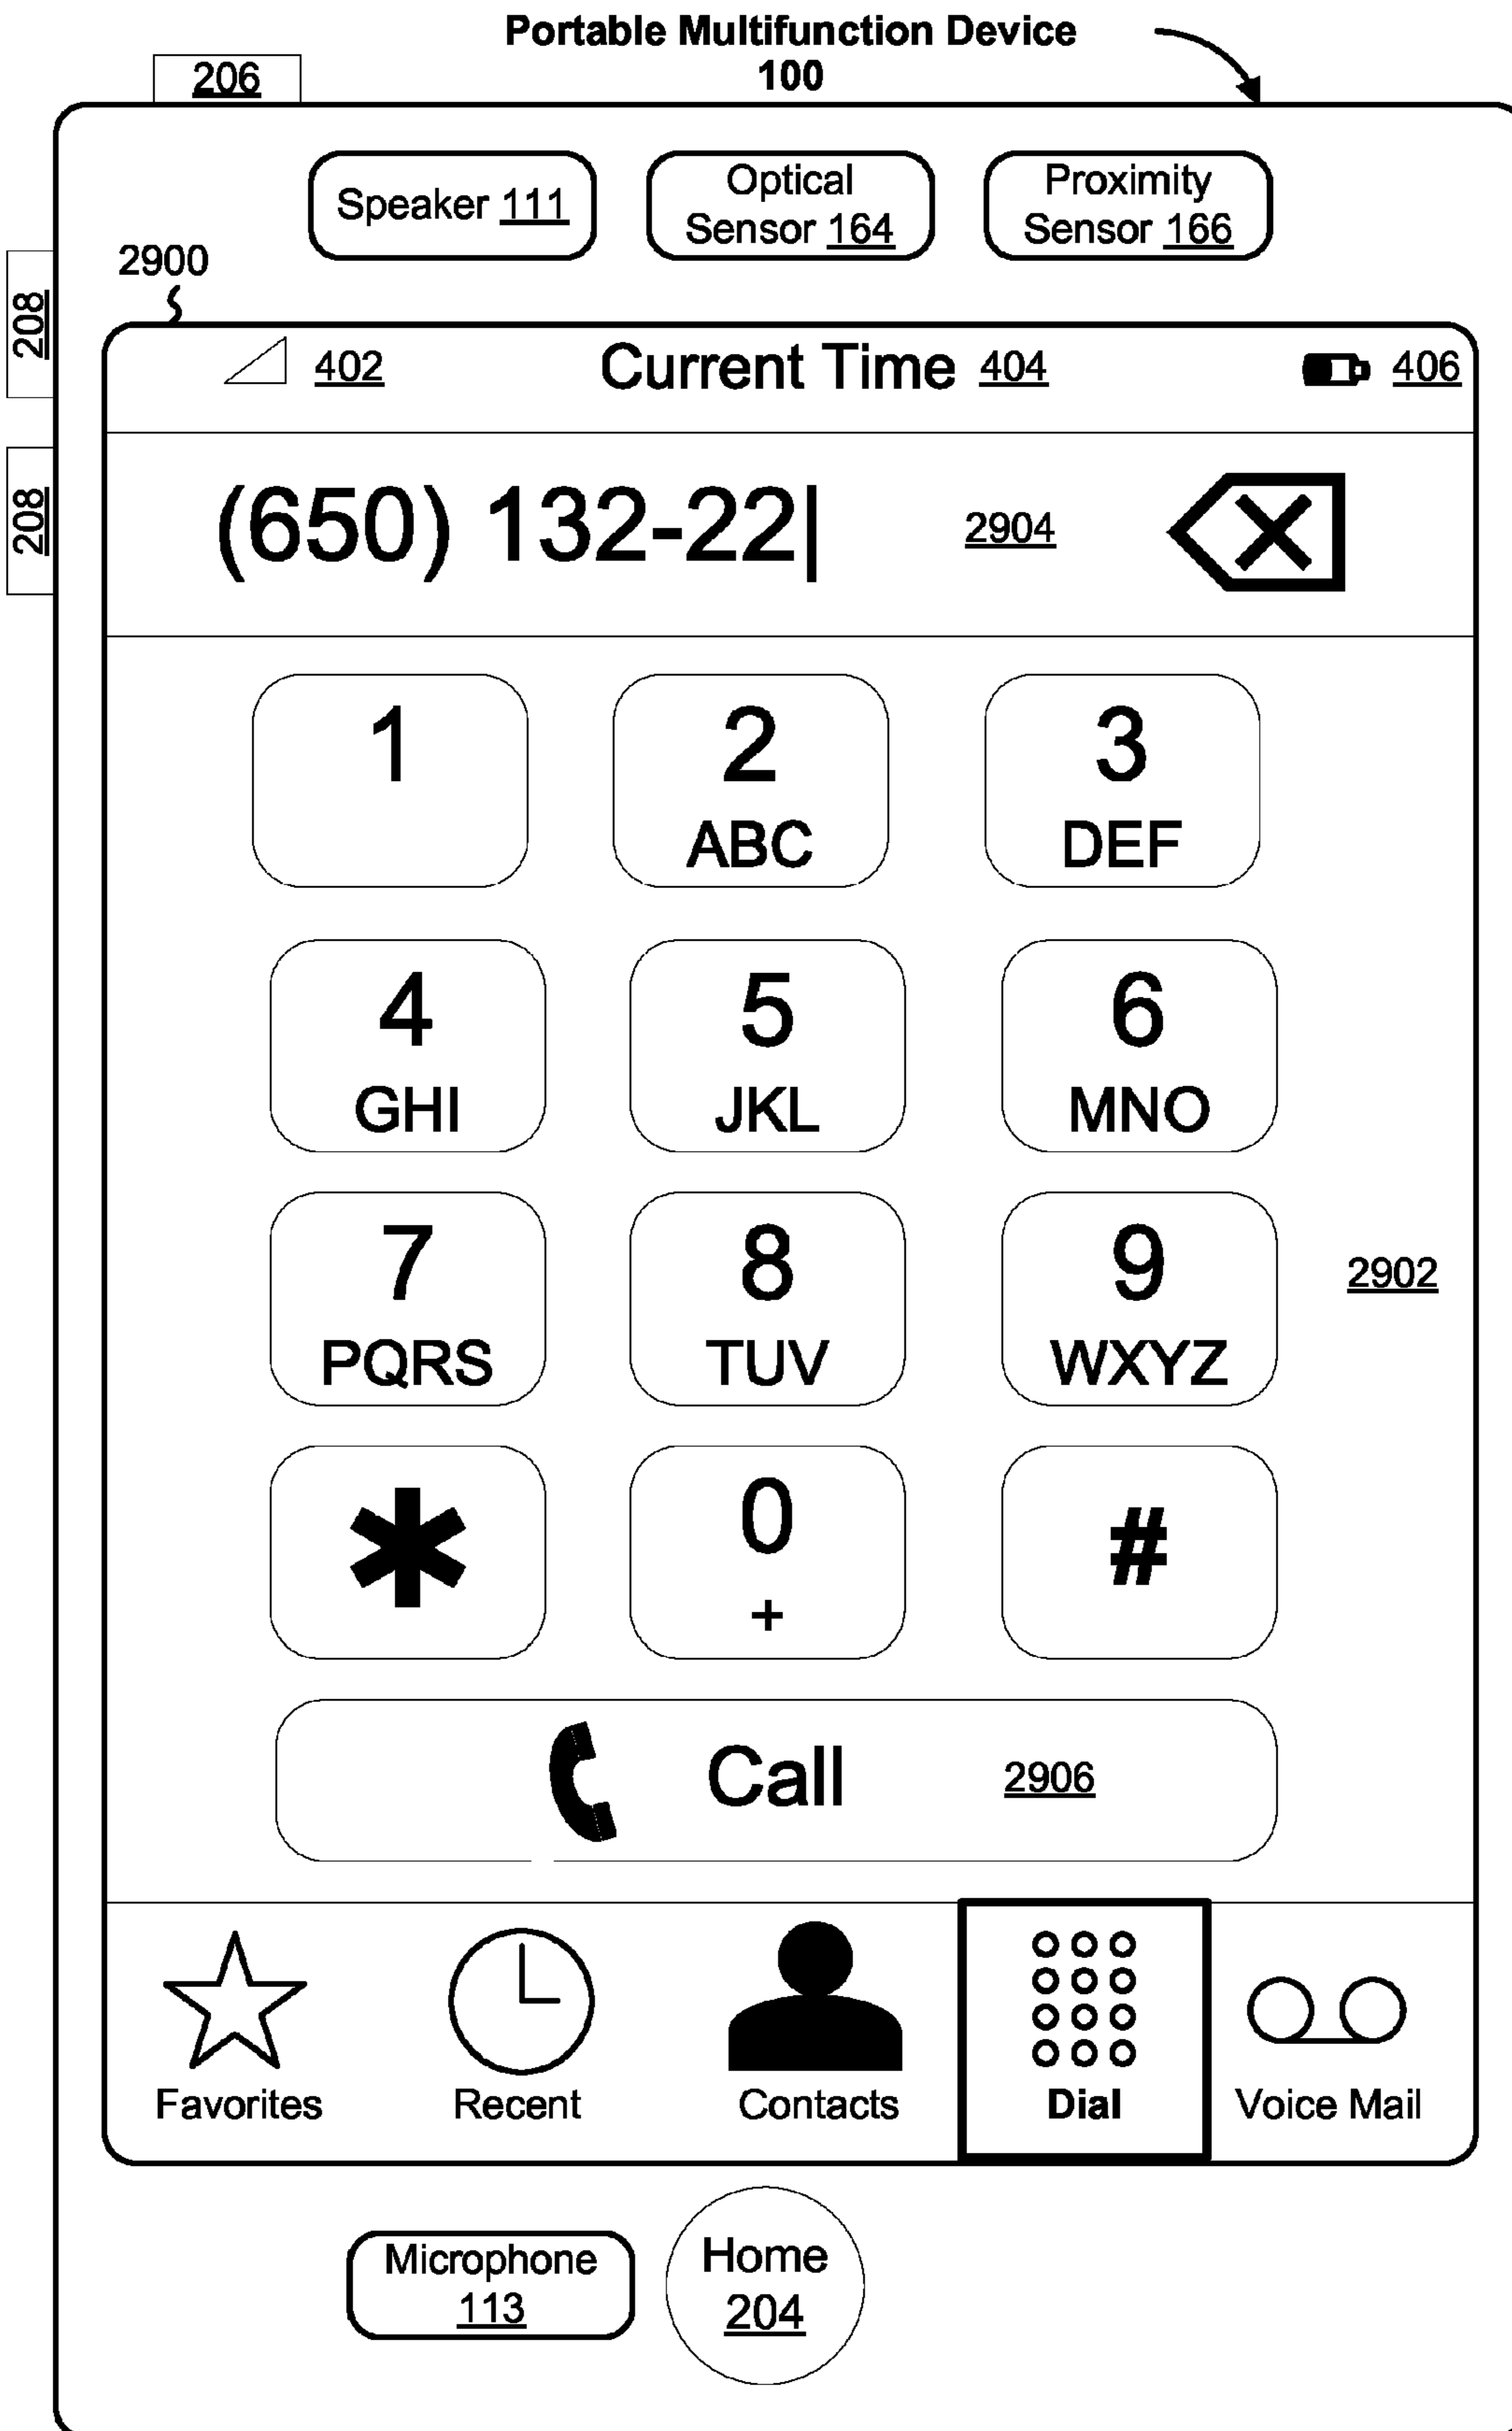 Portable Multifunction Device
100
206
Speaker 111
Optical
Sensor 164
Proximity
Sensor 166
2900
208
402
Current Time 404
406
208
(650) 132-22|
2904
1
2
ABC
3
DEF
4
GHI
5
JKL
6
MNO
7
PQRS
8
TUV
9
WXYZ
2902
*
0
+
#
Call
2906
Favorites
Recent
Contacts
Dial
Voice Mail
Microphone
113
Home
204